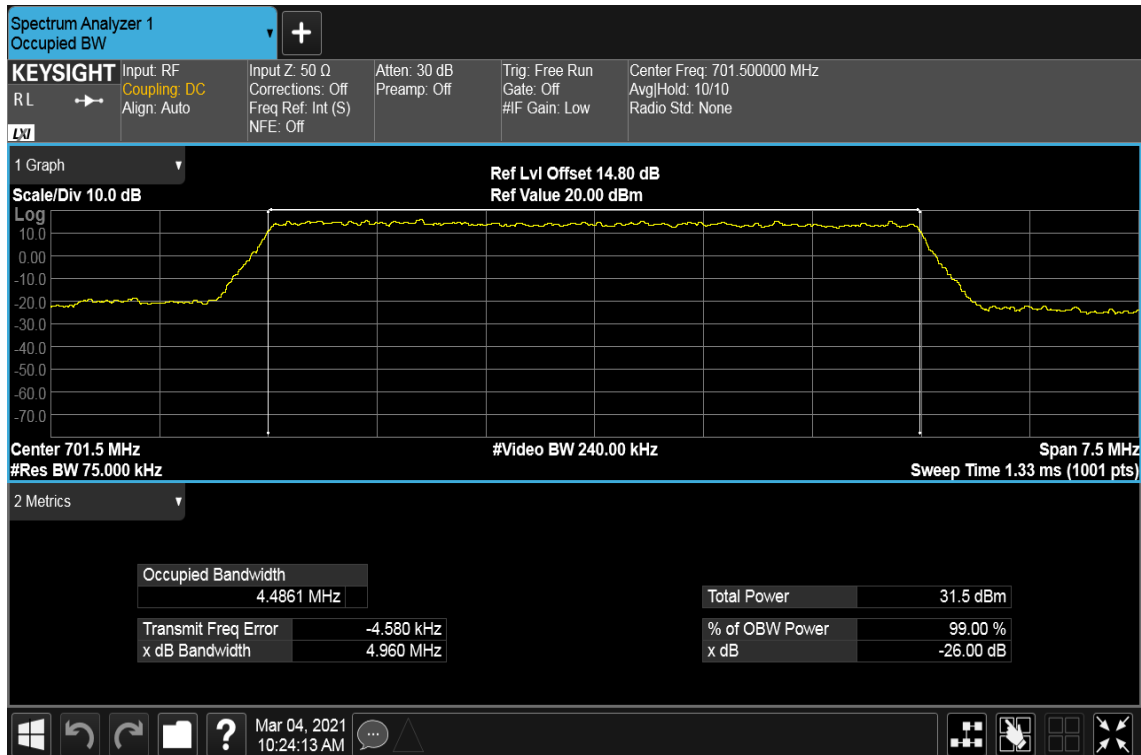 Spectrum Analyzer 1
Occupied BW
+
KEYSIGHT
R L
LXI
Input: RF
Coupling: DC
Align: Auto
Input Z: 50 Ω
Corrections: Off
Freq Ref: Int (S)
NFE: Off
Atten: 30 dB
Preamp: Off
Trig: Free Run
Gate: Off
#IF Gain: Low
Center Freq: 701.500000 MHz
Avg|Hold: 10/10
Radio Std: None
1 Graph
Scale/Div 10.0 dB
Ref Lvl Offset 14.80 dB
Ref Value 20.00 dBm
Log
10.0
0.00
-10.0
-20.0
-30.0
-40.0
-50.0
-60.0
-70.0
Center 701.5 MHz
#Res BW 75.000 kHz
#Video BW 240.00 kHz
Span 7.5 MHz
Sweep Time 1.33 ms (1001 pts)
2 Metrics
Occupied Bandwidth
4.4861 MHz
Transmit Freq Error -4.580 kHz
x dB Bandwidth 4.960 MHz
Total Power 31.5 dBm
% of OBW Power 99.00 %
x dB -26.00 dB
?
Mar 04, 2021
10:24:13 AM